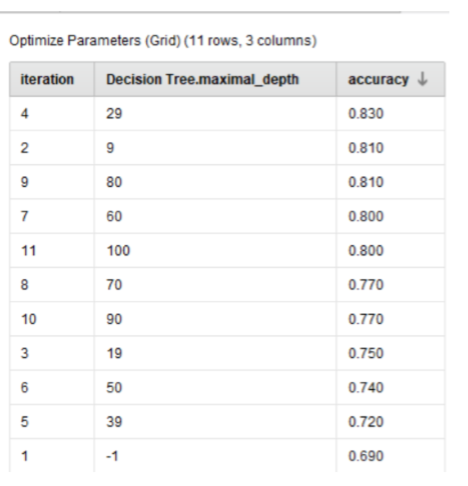 Optimize Parameters (Grid) (11 rows, 3 columns)
iteration Decision Tree.maximal_depth accuracy ↓
4 29 0.830
2 9 0.810
9 80 0.810
7 60 0.800
11 100 0.800
8 70 0.770
10 90 0.770
3 19 0.750
6 50 0.740
5 39 0.720
1 -1 0.690